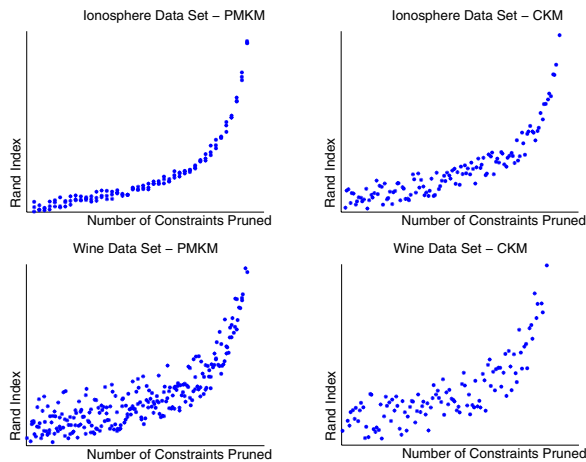 Ionosphere Data Set – PMKM
Rand Index
Number of Constraints Pruned
Ionosphere Data Set – CKM
Rand Index
Number of Constraints Pruned
Wine Data Set – PMKM
Rand Index
Number of Constraints Pruned
Wine Data Set – CKM
Rand Index
Number of Constraints Pruned